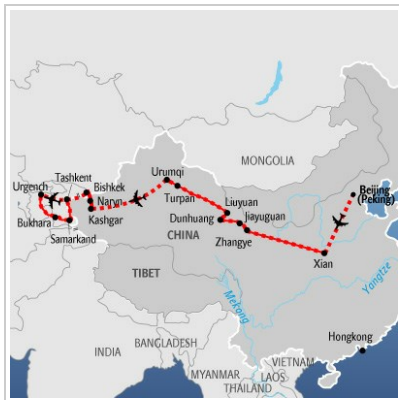 MONGOLIA
Urumqi
Tashkent
Bishkek
Urgench
Naryn
Beijing
(Peking)
Turpan
Liuyuan
Bukhara
Kashgar
Dunhuang
Jiayuguan
Samarkand
CHINA
Zhangye
Xian
TIBET
Yangtze
Mekong
Hongkong
BANGLADESH
INDIA
VIETNAM
MYANMAR
LAOS
THAILAND